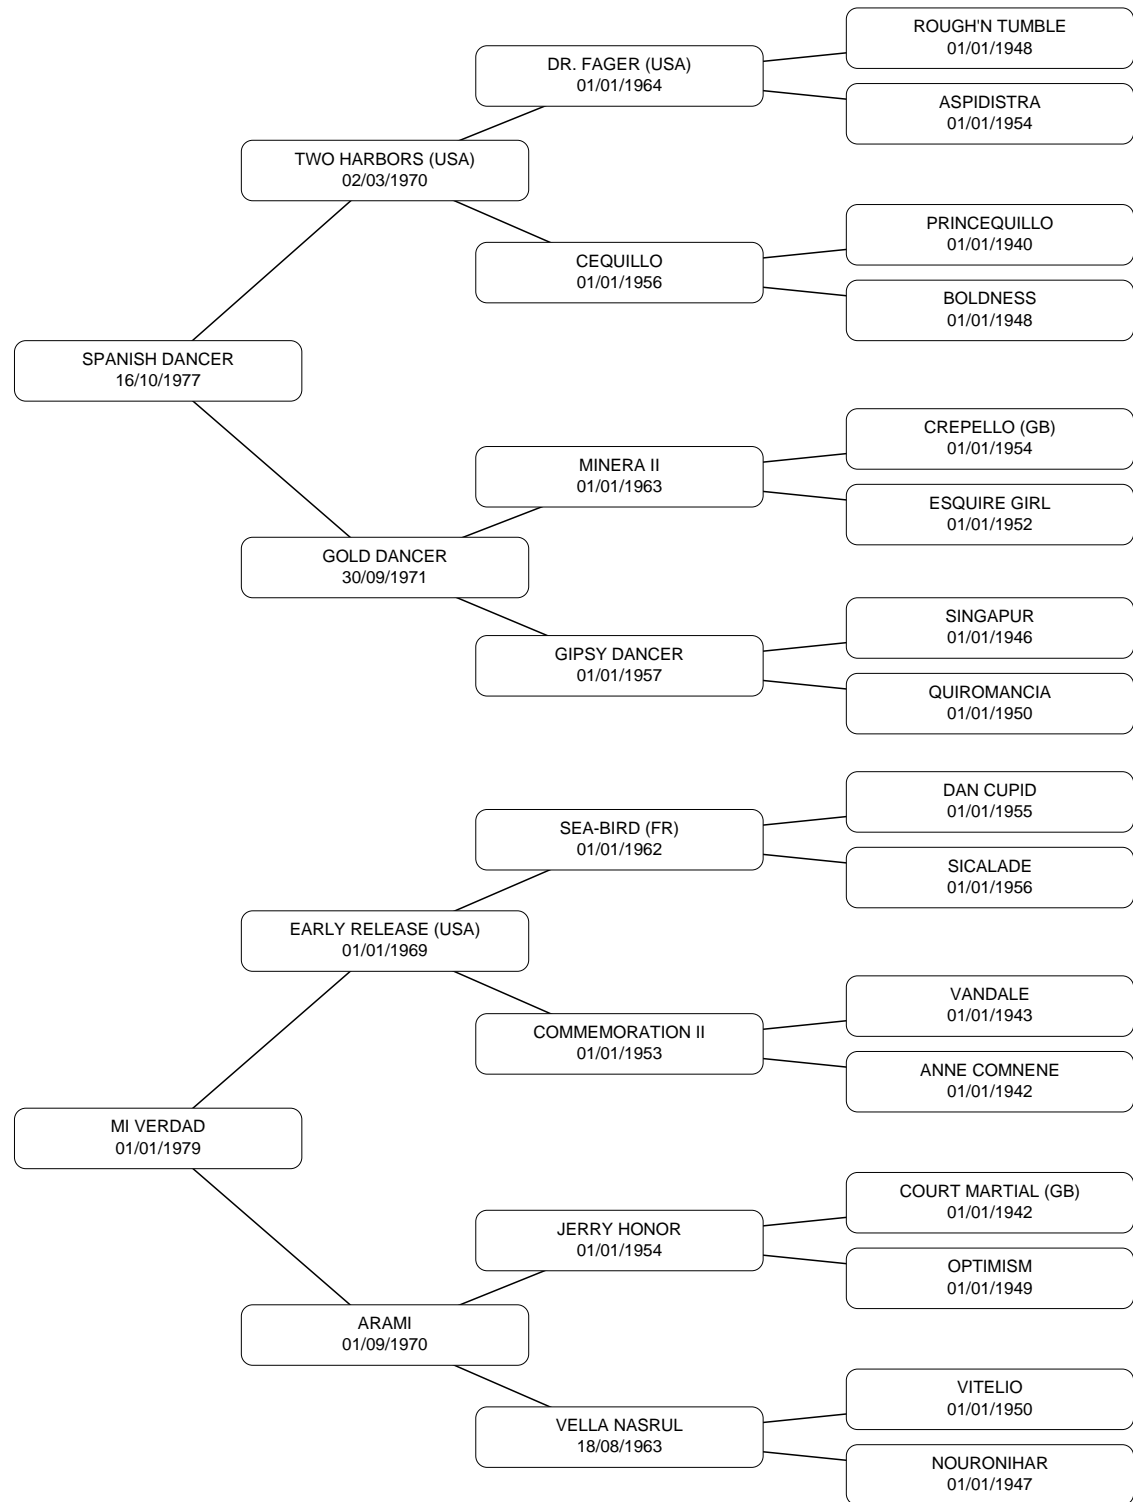 ROUGH'N TUMBLE
01/01/1948
DR. FAGER (USA)
01/01/1964
ASPIDISTRA
01/01/1954
TWO HARBORS (USA)
02/03/1970
PRINCEQUILLO
01/01/1940
CEQUILLO
01/01/1956
BOLDNESS
01/01/1948
SPANISH DANCER
16/10/1977
CREPELLO (GB)
01/01/1954
MINERA II
01/01/1963
ESQUIRE GIRL
01/01/1952
GOLD DANCER
30/09/1971
SINGAPUR
01/01/1946
GIPSY DANCER
01/01/1957
QUIROMANCIA
01/01/1950
DAN CUPID
01/01/1955
SEA-BIRD (FR)
01/01/1962
SICALADE
01/01/1956
EARLY RELEASE (USA)
01/01/1969
VANDALE
01/01/1943
COMMEMORATION II
01/01/1953
ANNE COMNENE
01/01/1942
MI VERDAD
01/01/1979
COURT MARTIAL (GB)
01/01/1942
JERRY HONOR
01/01/1954
OPTIMISM
01/01/1949
ARAMI
01/09/1970
VITELIO
01/01/1950
VELLA NASRUL
18/08/1963
NOURONIHAR
01/01/1947